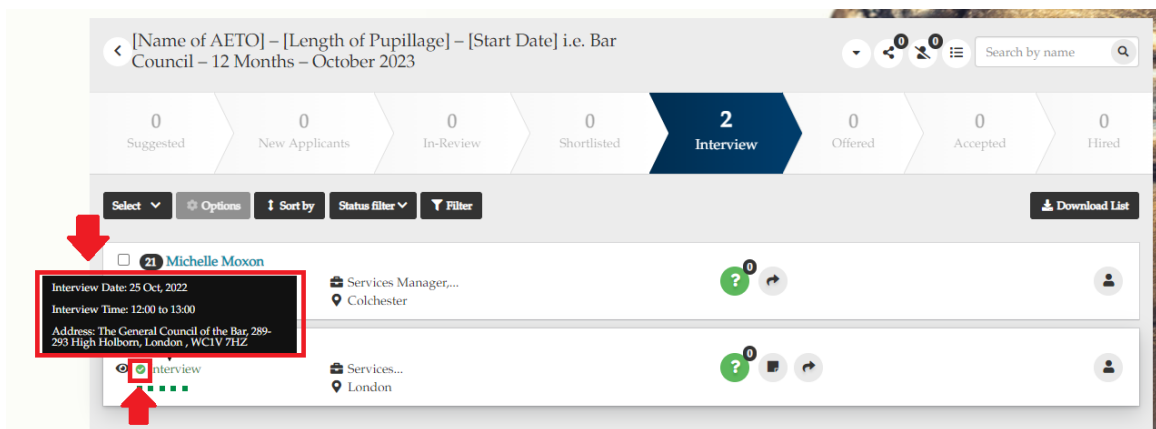 [Name of AETO] – [Length of Pupillage] – [Start Date] i.e. Bar
Council – 12 Months – October 2023
0
0
Search by name
0
Suggested
0
New Applicants
0
In-Review
0
Shortlisted
2
Interview
0
Offered
0
Accepted
0
Hired
Select
Options
Sort by
Status filter
Filter
Download List
21 Michelle Moxon
Services Manager,...
Colchester
?
0
Interview Date: 25 Oct, 2022
Interview Time: 12:00 to 13:00
Address: The General Council of the Bar, 289-
293 High Holborn, London , WC1V 7HZ
Interview
Services...
London
?
0